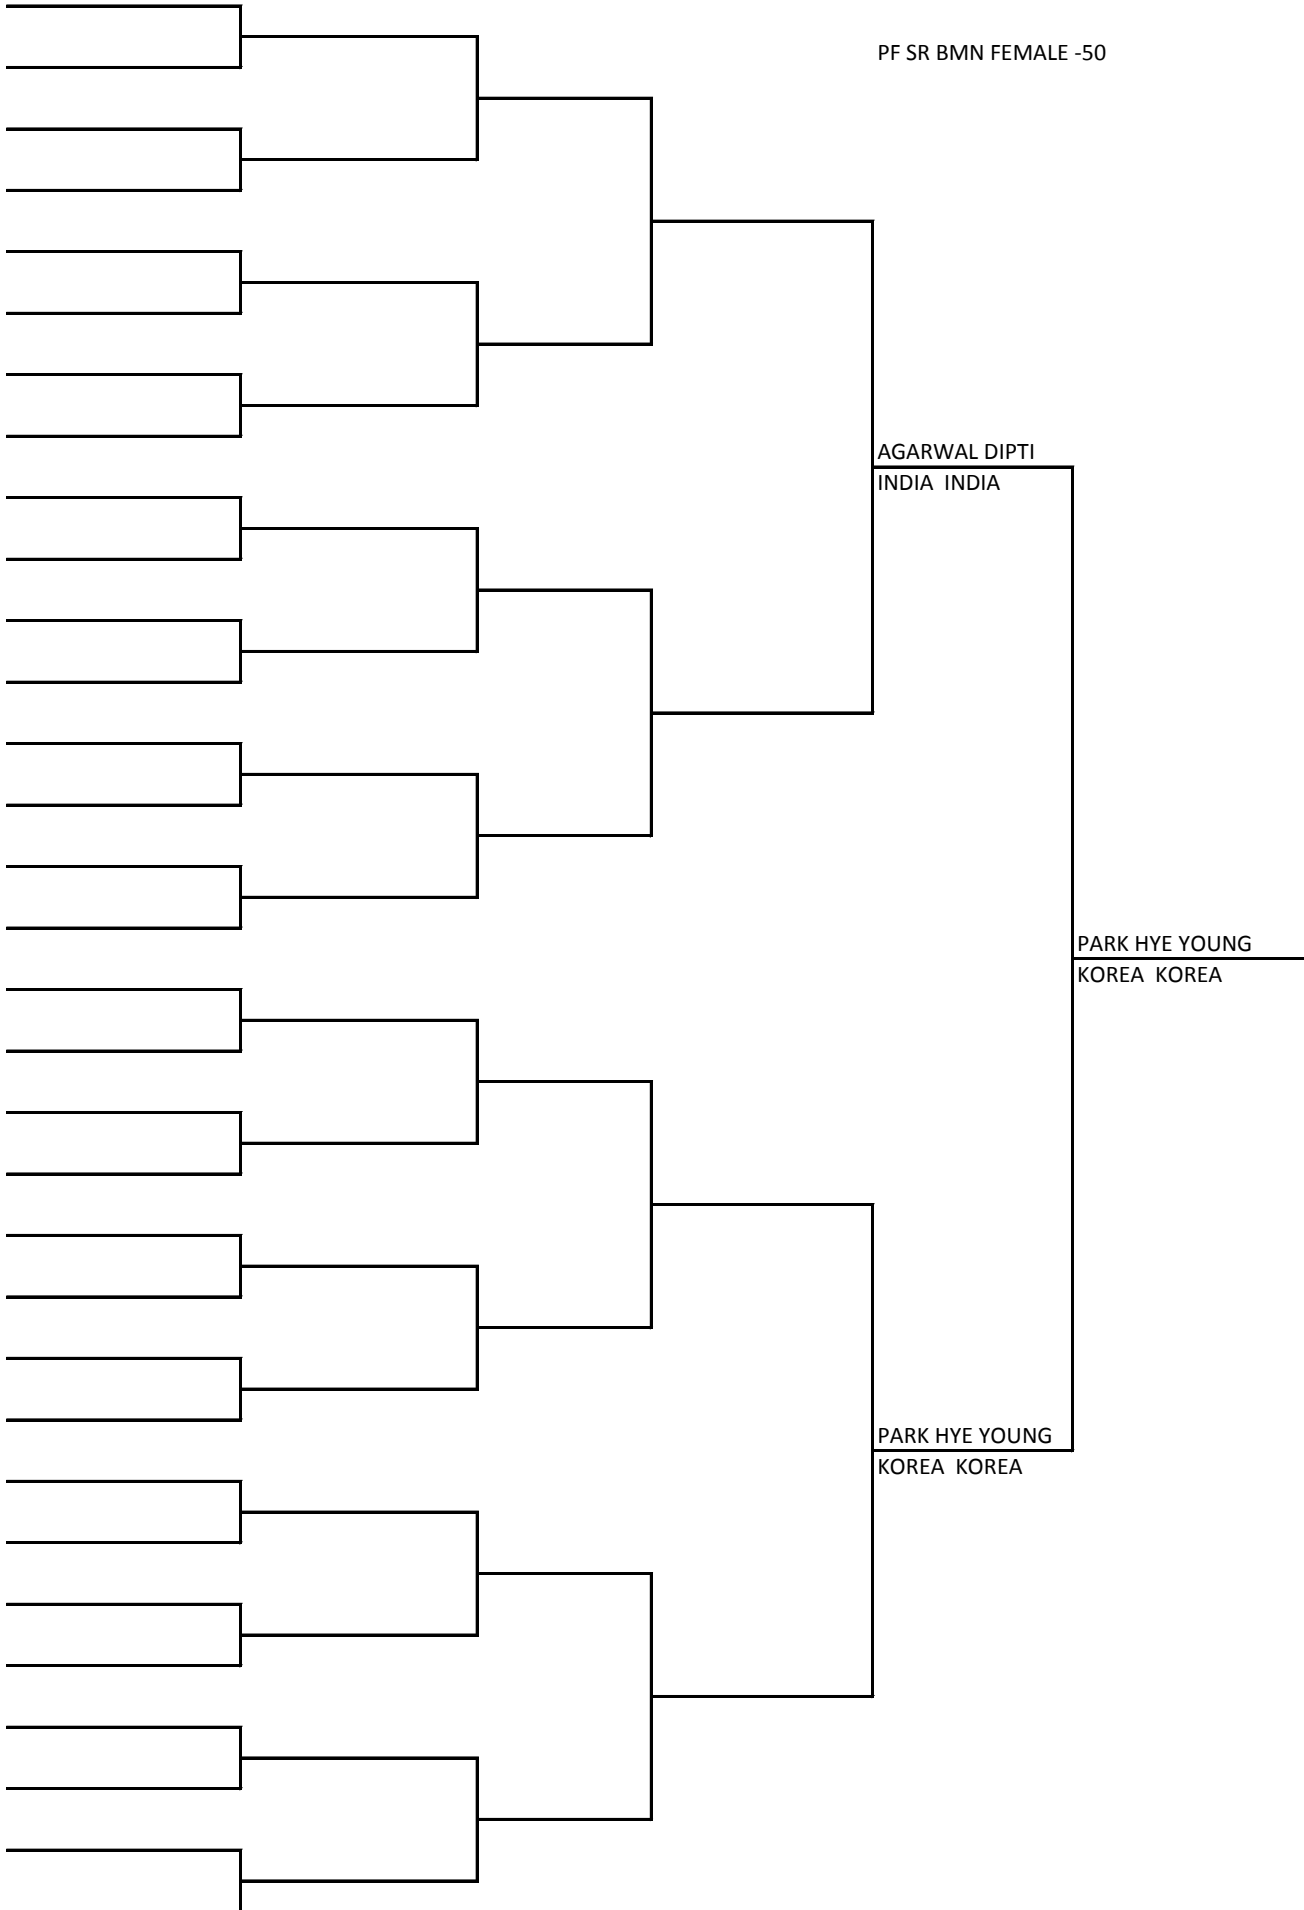 PF SR BMN FEMALE -50
AGARWAL DIPTI
INDIA  INDIA
PARK HYE YOUNG
KOREA  KOREA
PARK HYE YOUNG
KOREA  KOREA